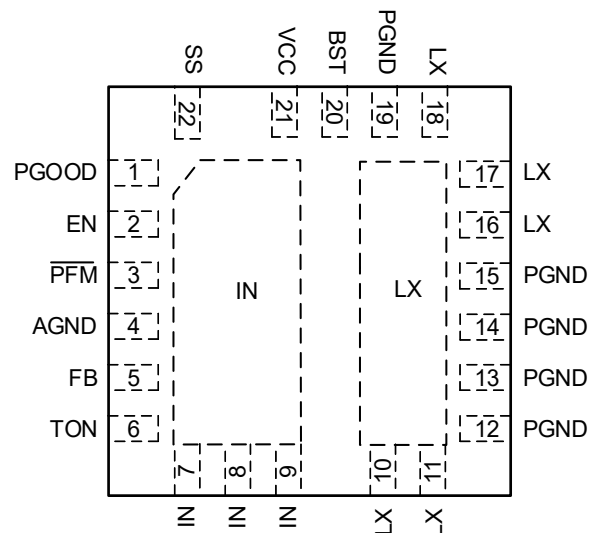 SS VCC BST PGND LX
22 21 20 19 18
PGOOD 1 17 LX
EN 2 16 LX
PFM 3 15 PGND
IN LX
AGND 4 14 PGND
FB 5 13 PGND
TON 6 12 PGND
7 8 9 10 11
IN IN IN LX LX